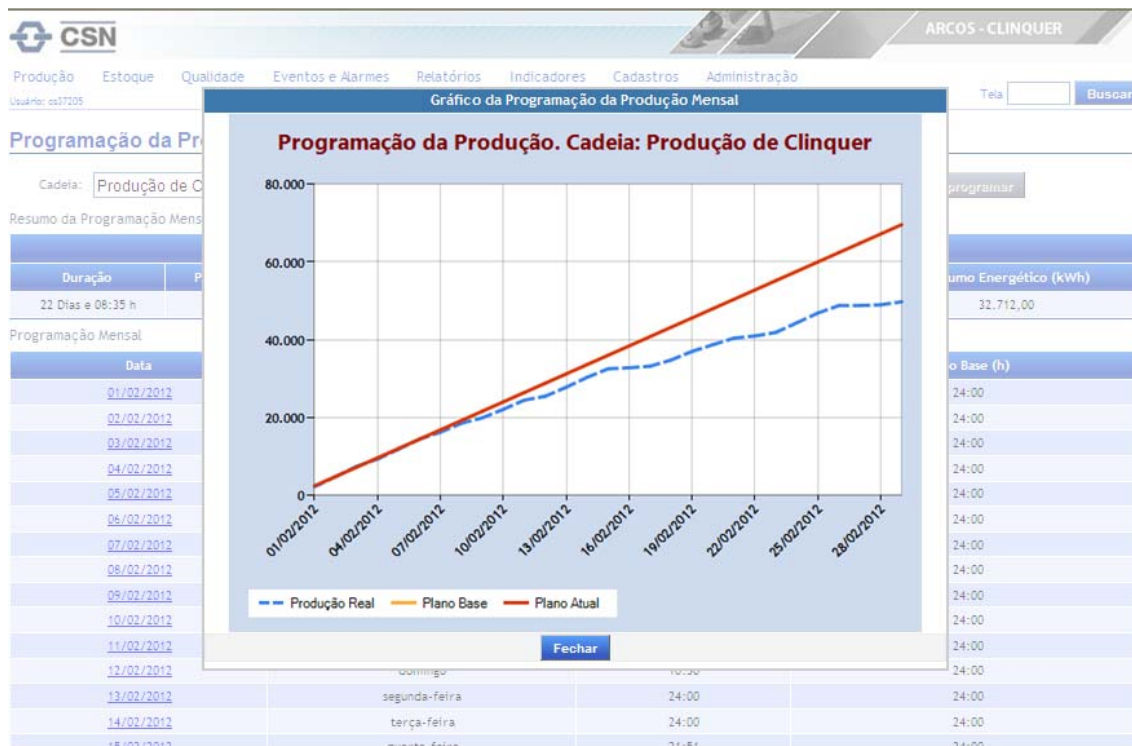 CSN
ARCOS - CLINQUER
Produção Estoque Qualidade Eventos e Alarmes Relatórios Indicadores Cadastros Administração
Usuário: cs37205
Tela Buscar
Gráfico da Programação da Produção Mensal
Programação da Pr
Programação da Produção. Cadeia: Produção de Clinquer
Cadeia: Produção de C
programar
Resumo da Programação Mens
Duração P
umo Energético (kWh)
22 Dias e 08:35 h
32.712,00
Programação Mensal
Data
o Base (h)
80.000
60.000
40.000
20.000
0
01/02/2012 04/02/2012 07/02/2012 10/02/2012 13/02/2012 16/02/2012 19/02/2012 22/02/2012 25/02/2012 28/02/2012
Produção Real Plano Base Plano Atual
Fechar
01/02/2012 24:00
02/02/2012 24:00
03/02/2012 24:00
04/02/2012 24:00
05/02/2012 24:00
06/02/2012 24:00
07/02/2012 24:00
08/02/2012 24:00
09/02/2012 24:00
10/02/2012 24:00
11/02/2012 24:00
12/02/2012 domingo 24:00
13/02/2012 segunda-feira 24:00 24:00
14/02/2012 terça-feira 24:00 24:00
15/02/2012 quarta-feira 24:00